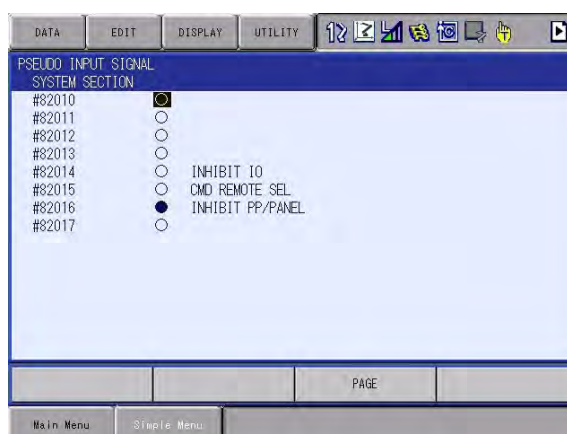 DATA EDIT DISPLAY UTILITY
PSEUDO INPUT SIGNAL
SYSTEM SECTION
#82010
#82011
#82012
#82013
#82014 INHIBIT IO
#82015 CMD REMOTE SEL
#82016 INHIBIT PP/PANEL
#82017
PAGE
Main Menu Simple Menu